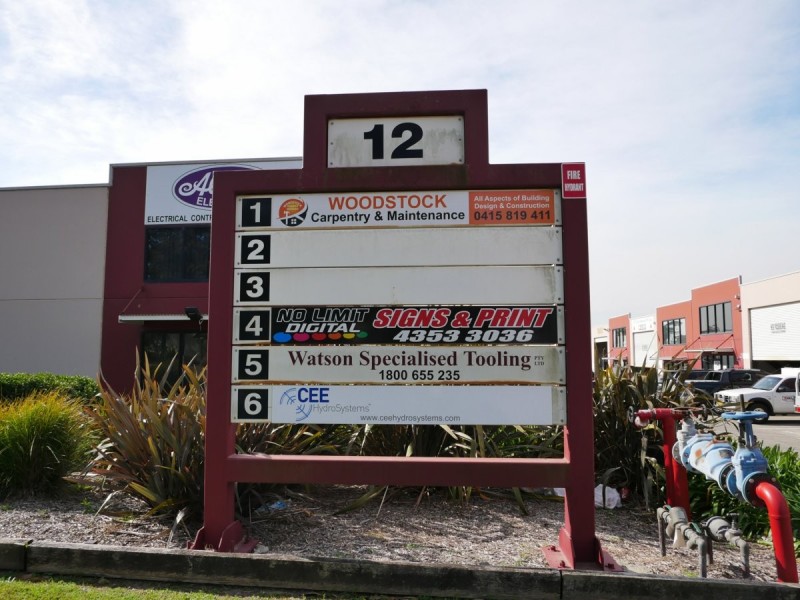 12
FIRE
HYDRANT
ELECTRICAL
1
WOODSTOCK
Carpentry & Maintenance
All Aspects of Building
Design & Construction
0415 819 411
2
3
4
NO LIMIT
DIGITAL
SIGNS & PRINT
4353 3036
5
Watson Specialised Tooling PTY LTD
1800 655 235
6
CEE
HydroSystems
www.ceehydrosystems.com